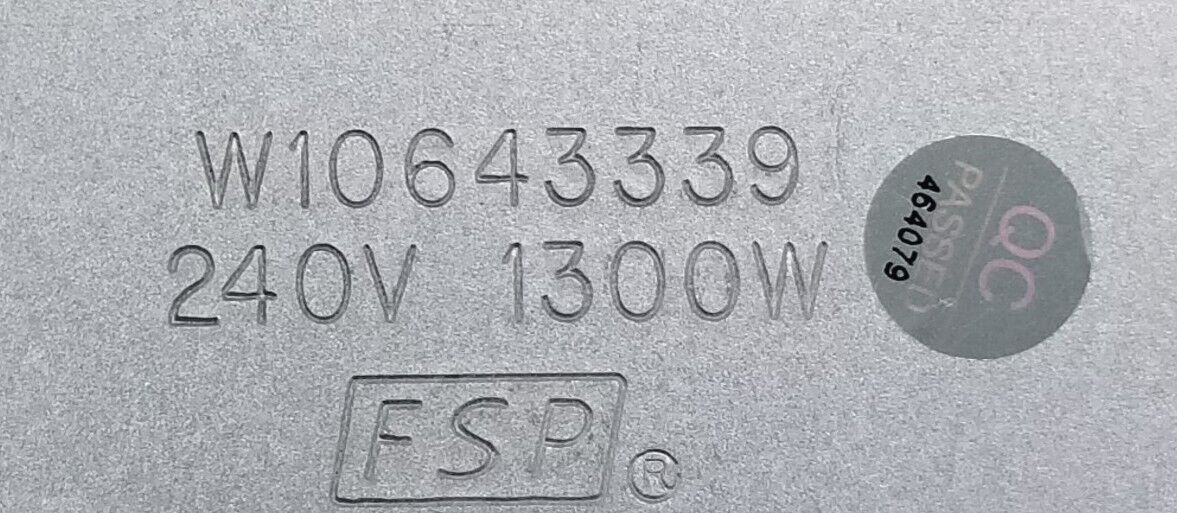 W10643339
240V 1300W
FSP®
QC
PASSED
464079